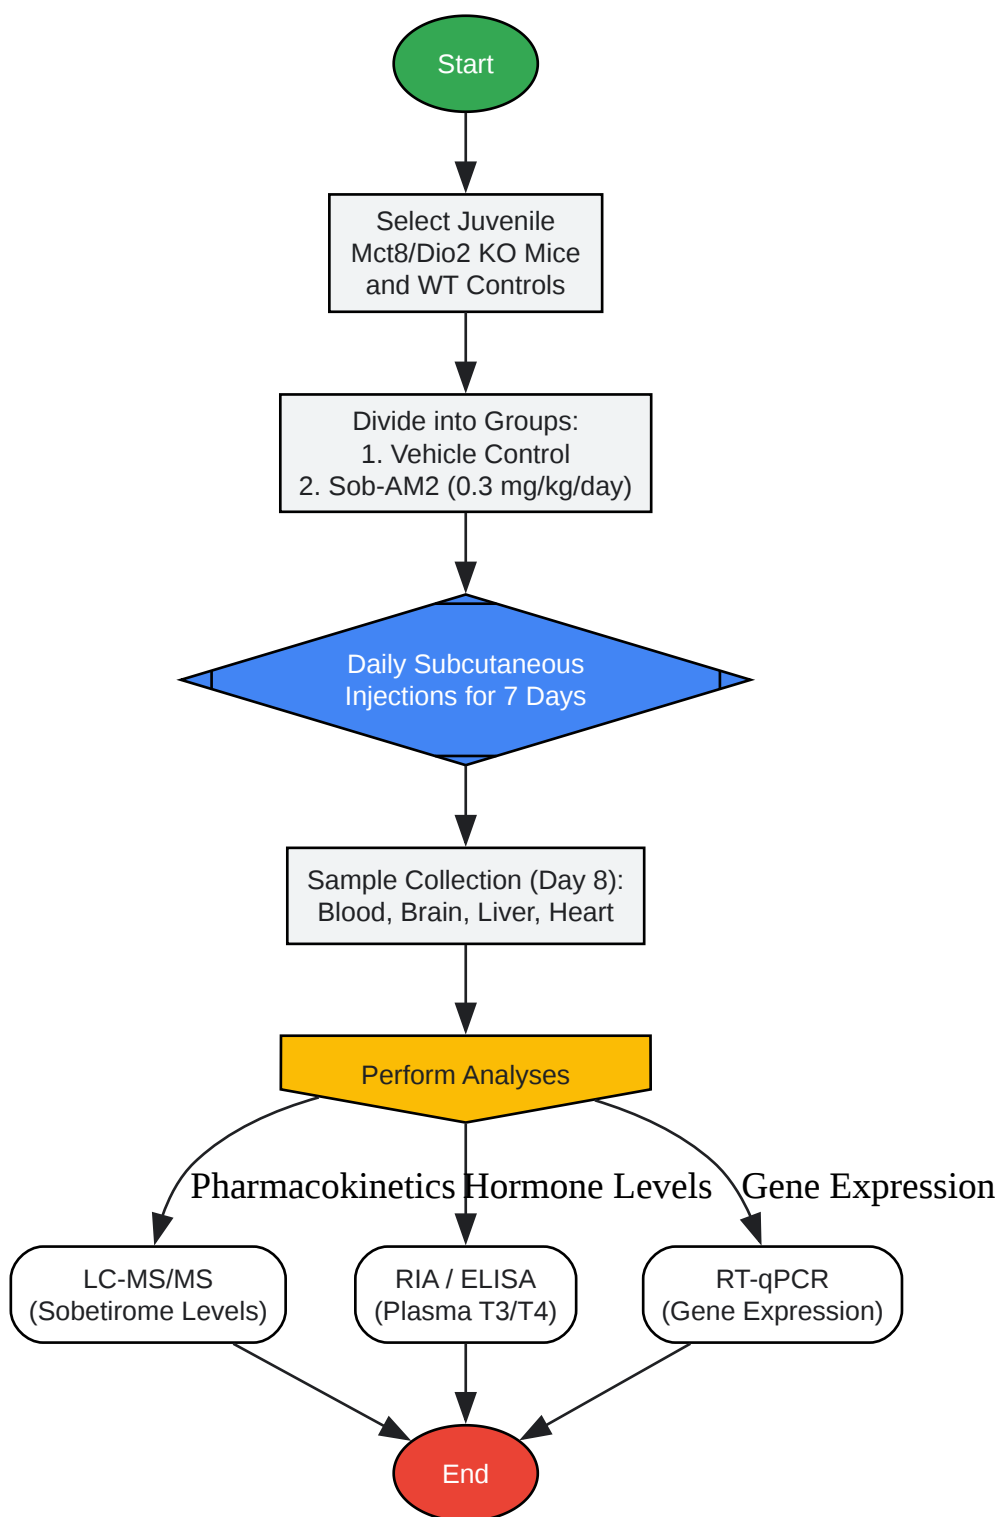 Start
Select Juvenile
Mct8/Dio2 KO Mice
and WT Controls
Divide into Groups:
1. Vehicle Control
2. Sob-AM2 (0.3 mg/kg/day)
Daily Subcutaneous
Injections for 7 Days
Sample Collection (Day 8):
Blood, Brain, Liver, Heart
Perform Analyses
Pharmacokinetics
Hormone Levels
Gene Expression
LC-MS/MS
(Sobetirome Levels)
RIA / ELISA
(Plasma T3/T4)
RT-qPCR
(Gene Expression)
End